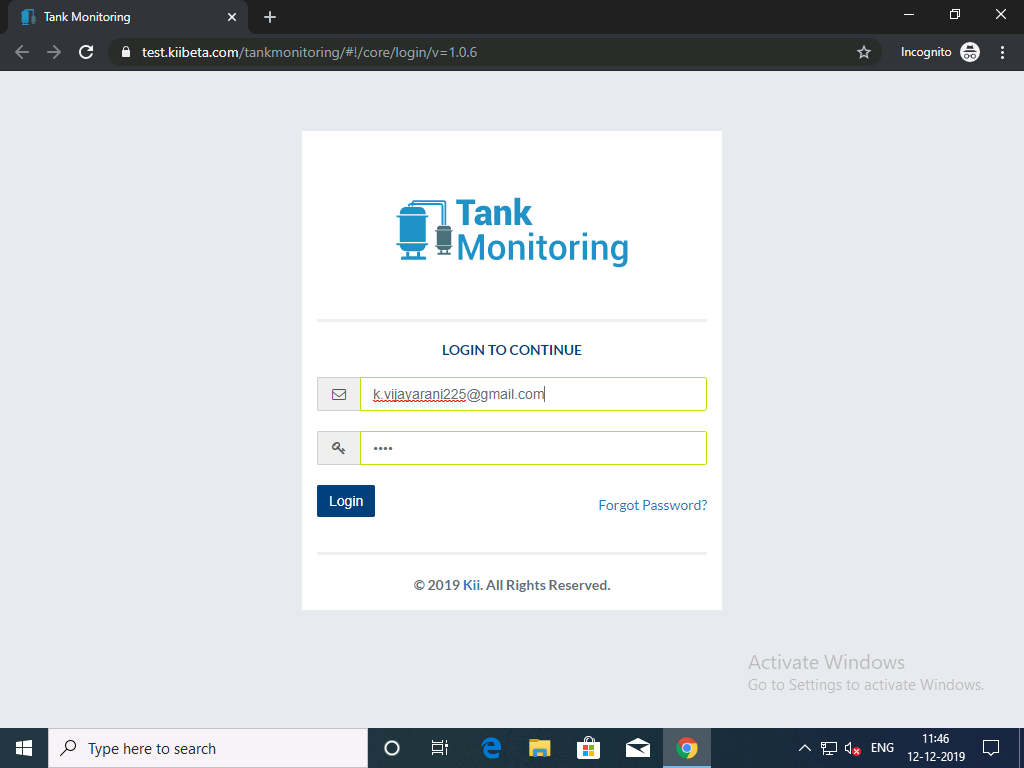 Tank Monitoring
test.kiibeta.com/tankmonitoring/#!/core/login/v=1.0.6
Incognito
Tank
Monitoring
LOGIN TO CONTINUE
k.vijayarani225@gmail.com
••••
Login
Forgot Password?
© 2019 Kii. All Rights Reserved.
Activate Windows
Go to Settings to activate Windows.
Type here to search
ENG
11:46
12-12-2019